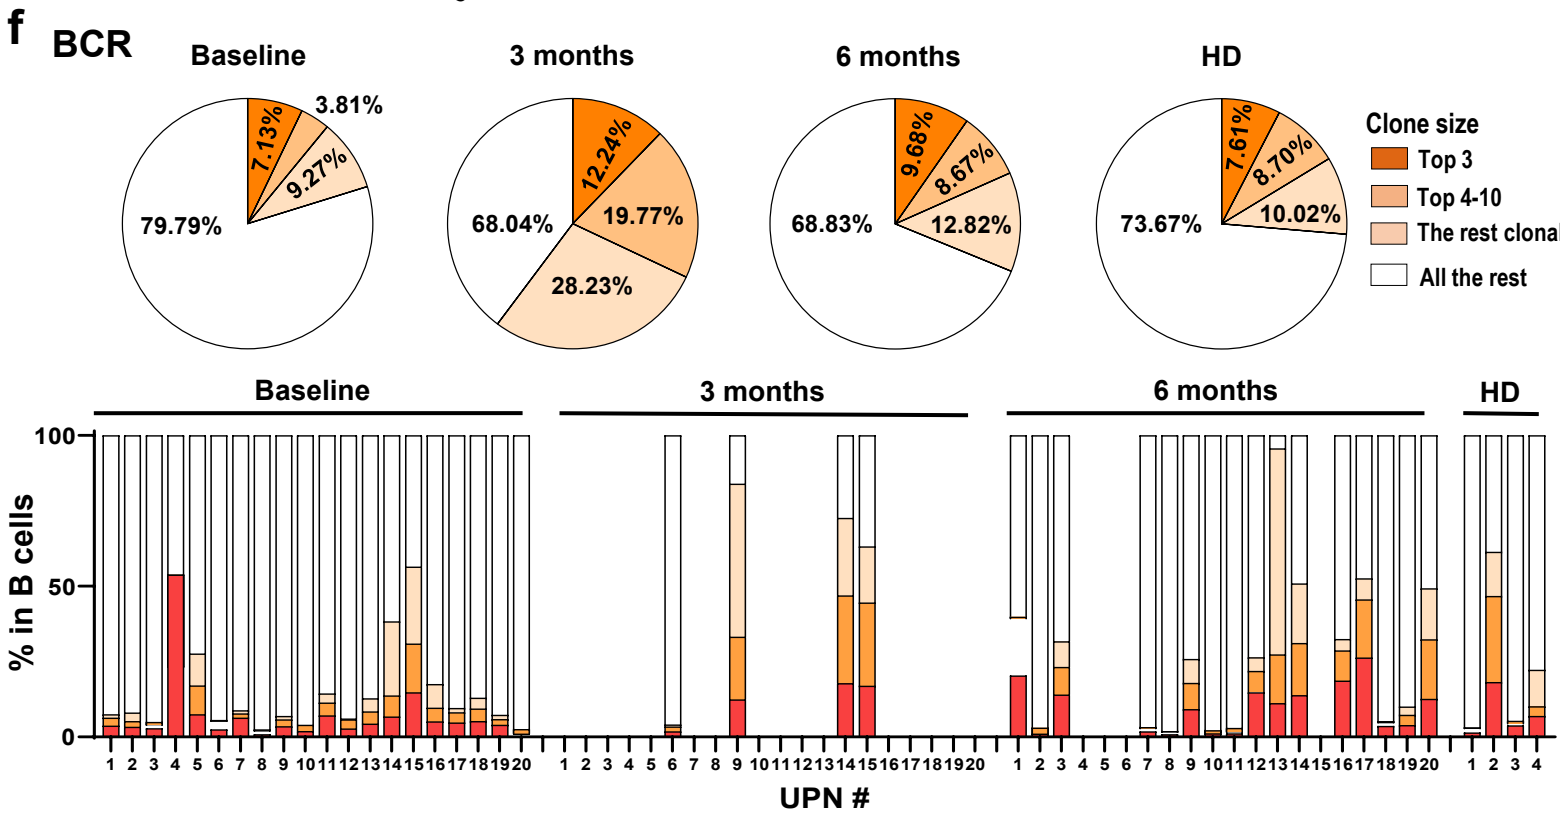 f
BCR
Baseline
3 months
6 months
HD
7.13%
3.81%
9.27%
79.79%
12.24%
19.77%
28.23%
68.04%
9.68%
8.67%
12.82%
68.83%
7.61%
8.70%
10.02%
73.67%
Clone size
Top 3
Top 4-10
The rest clonal
All the rest
Baseline
3 months
6 months
HD
% in B cells
100
50
0
1 2 3 4 5 6 7 8 9 10 11 12 13 14 15 16 17 18 19 20
1 2 3 4 5 6 7 8 9 10 11 12 13 14 15 16 17 18 19 20
1 2 3 4 5 6 7 8 9 10 11 12 13 14 15 16 17 18 19 20
1 2 3 4
UPN #